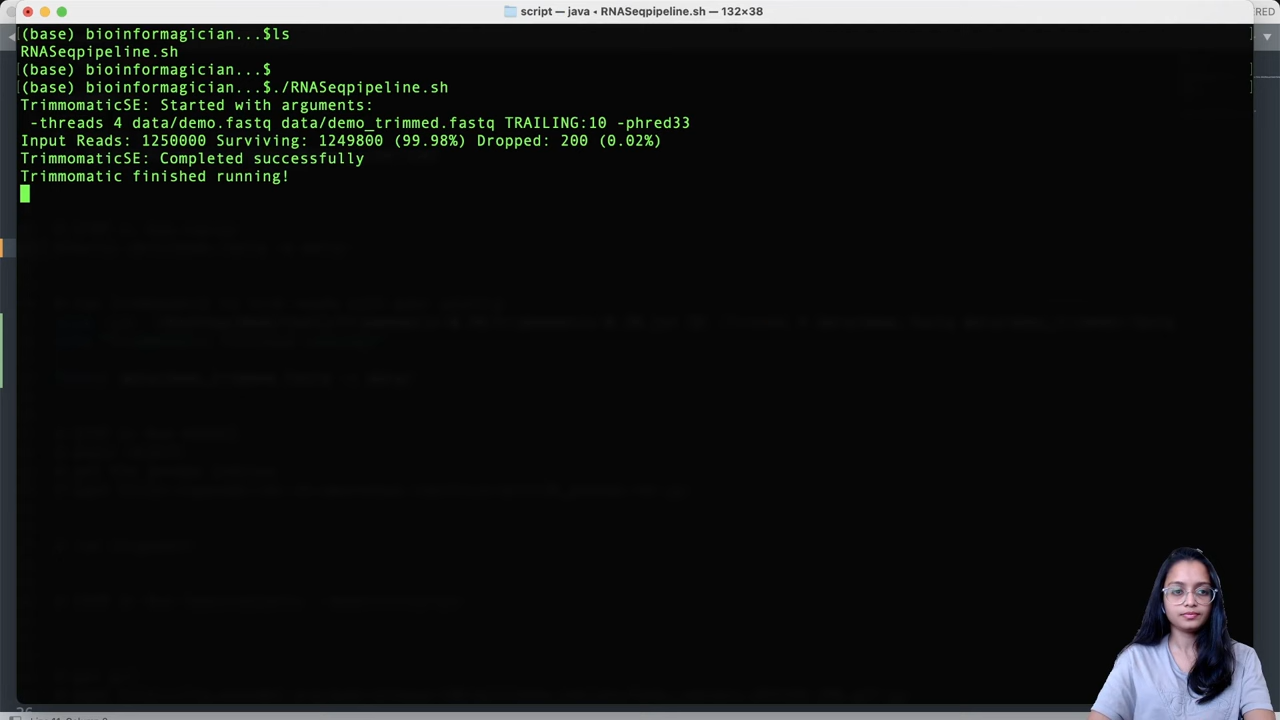 script — java ◂ RNASeqpipeline.sh — 132×38
RED
(base) bioinformagician...$ls
RNASeqpipeline.sh
(base) bioinformagician...$
(base) bioinformagician...$./RNASeqpipeline.sh
TrimmomaticSE: Started with arguments:
-threads 4 data/demo.fastq data/demo_trimmed.fastq TRAILING:10 -phred33
Input Reads: 1250000 Surviving: 1249800 (99.98%) Dropped: 200 (0.02%)
TrimmomaticSE: Completed successfully
Trimmomatic finished running!